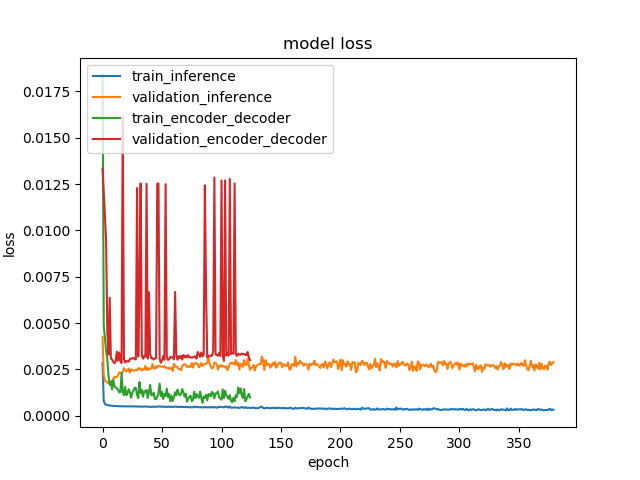 model loss
train_inference
validation_inference
train_encoder_decoder
validation_encoder_decoder
loss
0.0175
0.0150
0.0125
0.0100
0.0075
0.0050
0.0025
0.0000
0 50 100 150 200 250 300 350
epoch